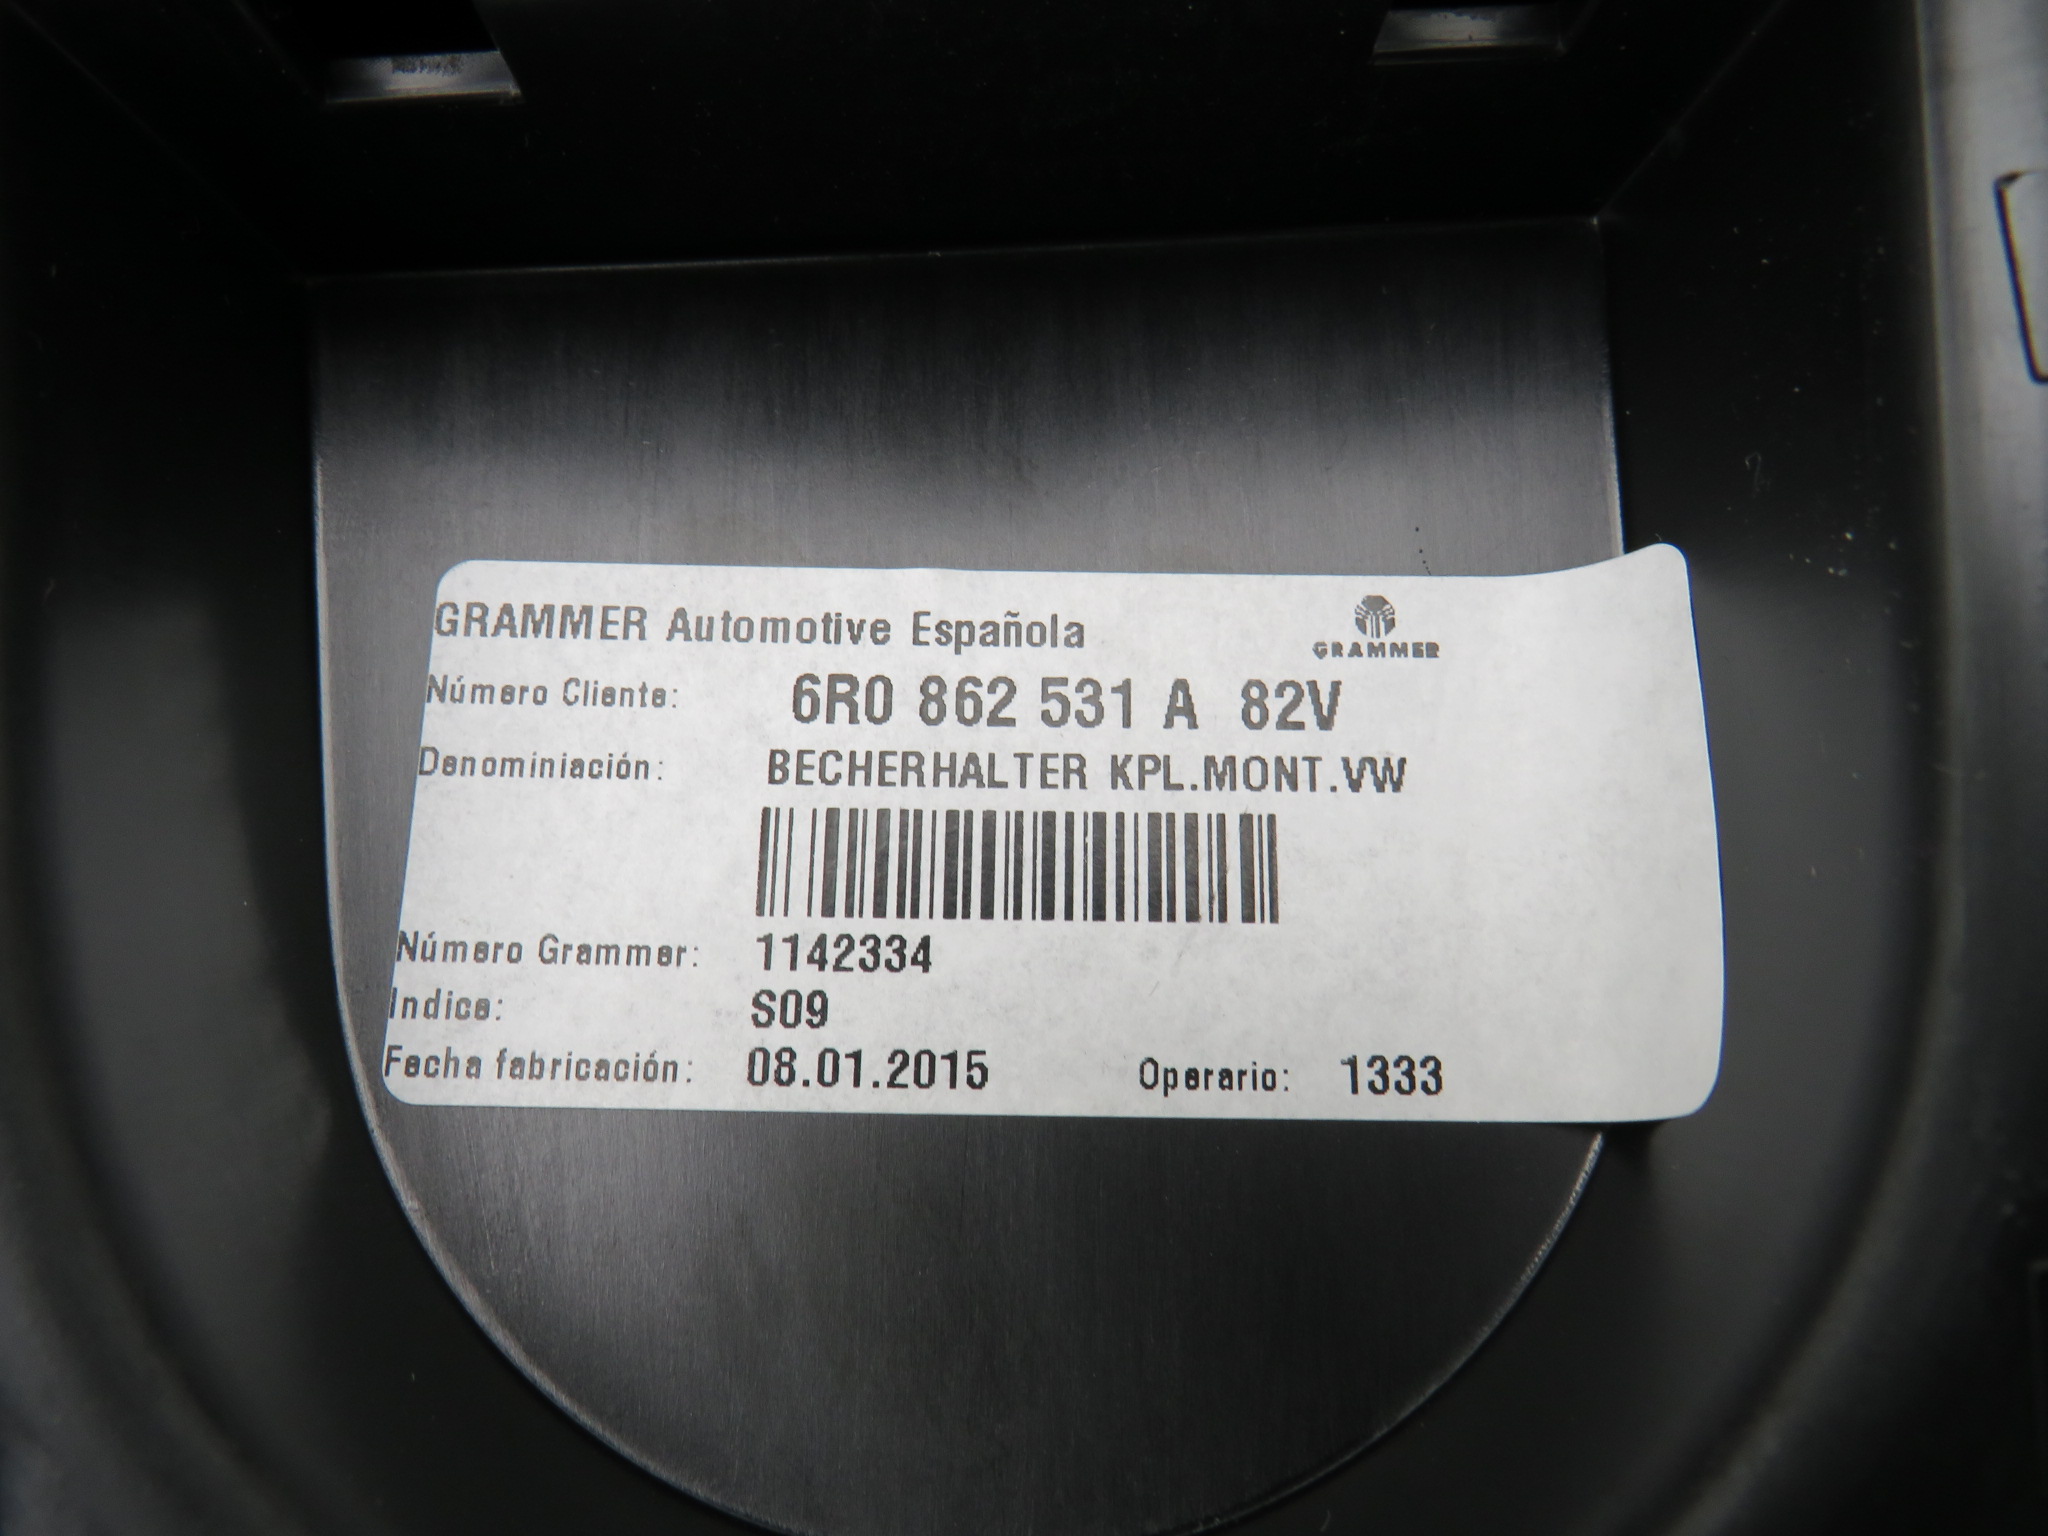 GRAMMER Automotive Española
GRAMMER
Número Cliente: 6R0 862 531 A 82V
Denominiación: BECHERHALTER KPL.MONT.VW
Número Grammer: 1142334
Indice: S09
Fecha fabricación: 08.01.2015 Operario: 1333